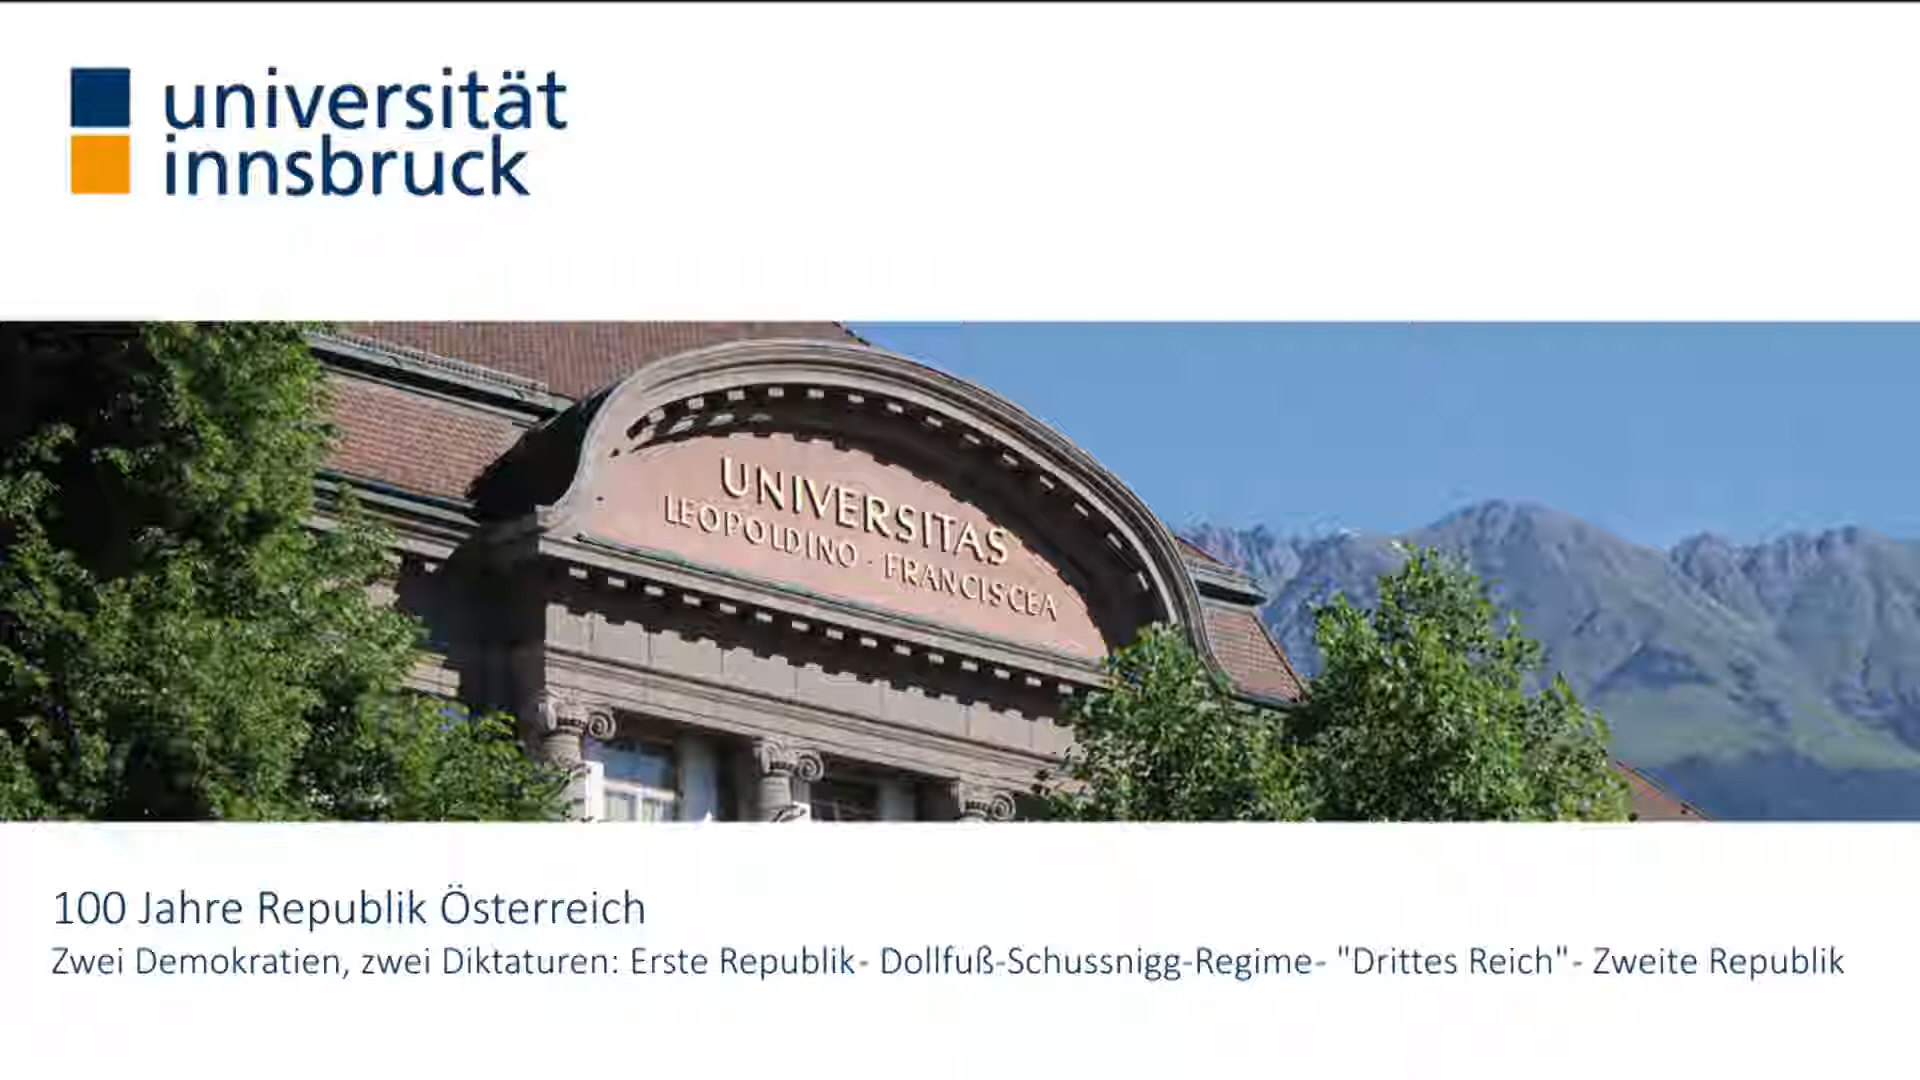 universität
innsbruck
UNIVERSITAS
LEOPOLDINO - FRANCISCEA
100 Jahre Republik Österreich
Zwei Demokratien, zwei Diktaturen: Erste Republik- Dollfuß-Schussnigg-Regime- "Drittes Reich"- Zweite Republik